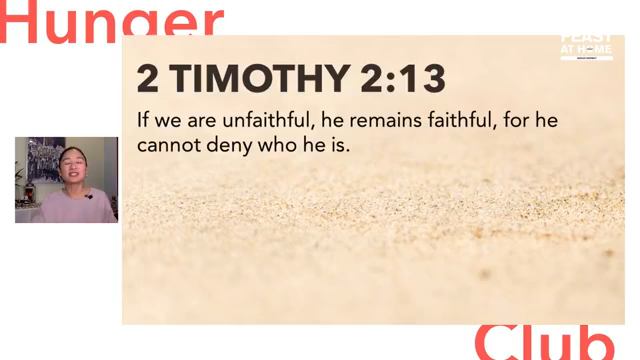 Hunger
FEAST
AT HOME
2 TIMOTHY 2:13
If we are unfaithful, he remains faithful, for he
cannot deny who he is.
Club